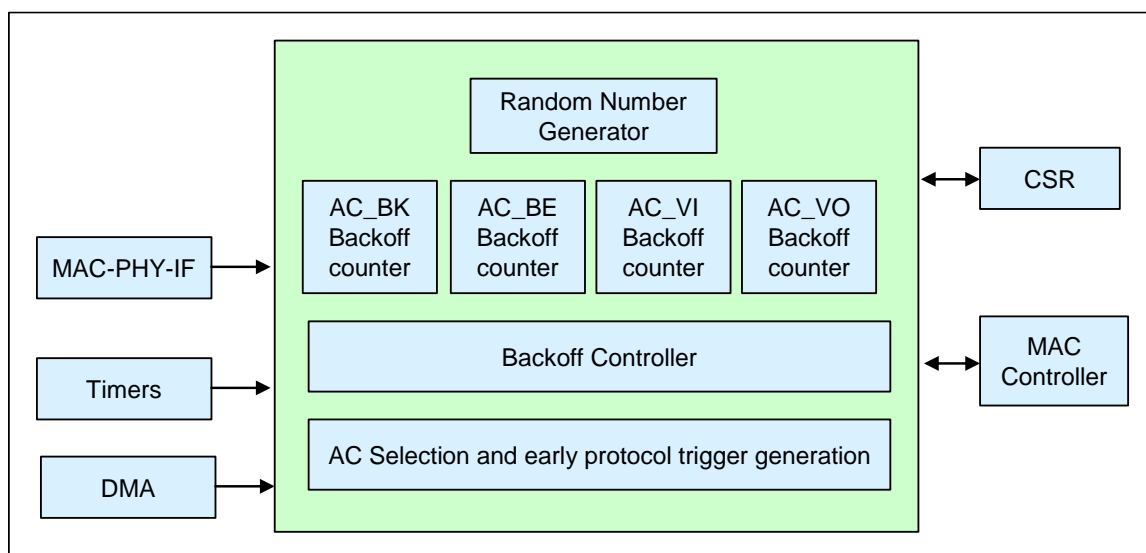 Random Number
Generator
AC_BK
Backoff
counter
AC_BE
Backoff
counter
AC_VI
Backoff
counter
AC_VO
Backoff
counter
Backoff Controller
AC Selection and early protocol trigger generation
MAC-PHY-IF
Timers
DMA
CSR
MAC
Controller